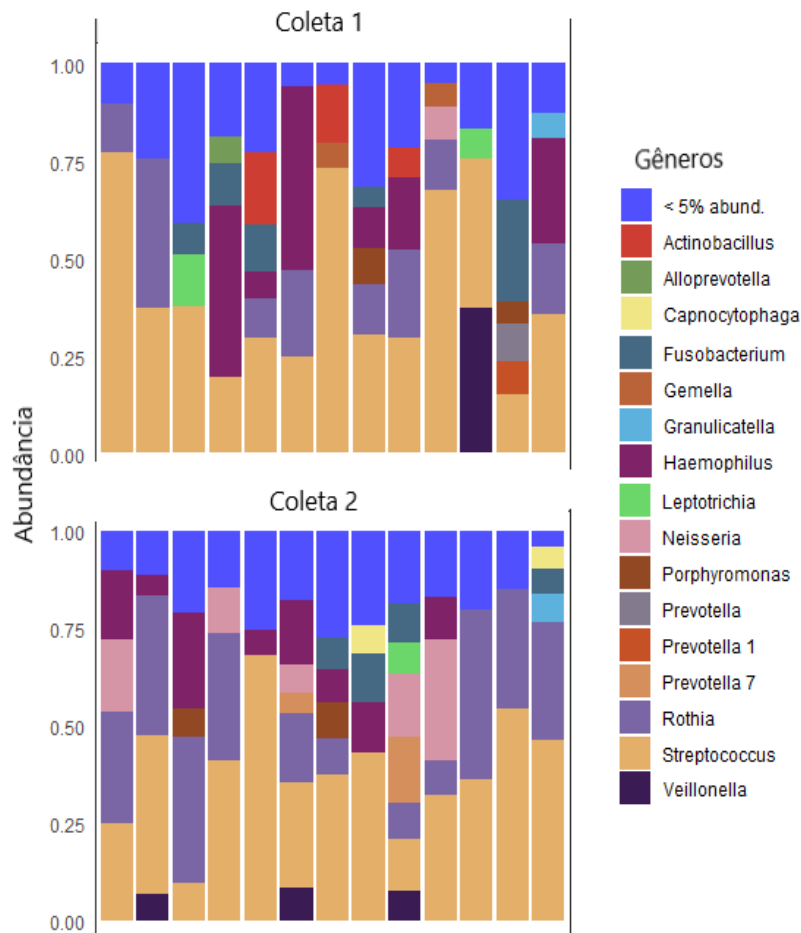 Coleta 1
1.00
0.75
0.50
0.25
0.00
Abundância
Coleta 2
1.00
0.75
0.50
0.25
0.00
Gêneros
< 5% abund.
Actinobacillus
Alloprevotella
Capnocytophaga
Fusobacterium
Gemella
Granulicatella
Haemophilus
Leptotrichia
Neisseria
Porphyromonas
Prevotella
Prevotella 1
Prevotella 7
Rothia
Streptococcus
Veillonella